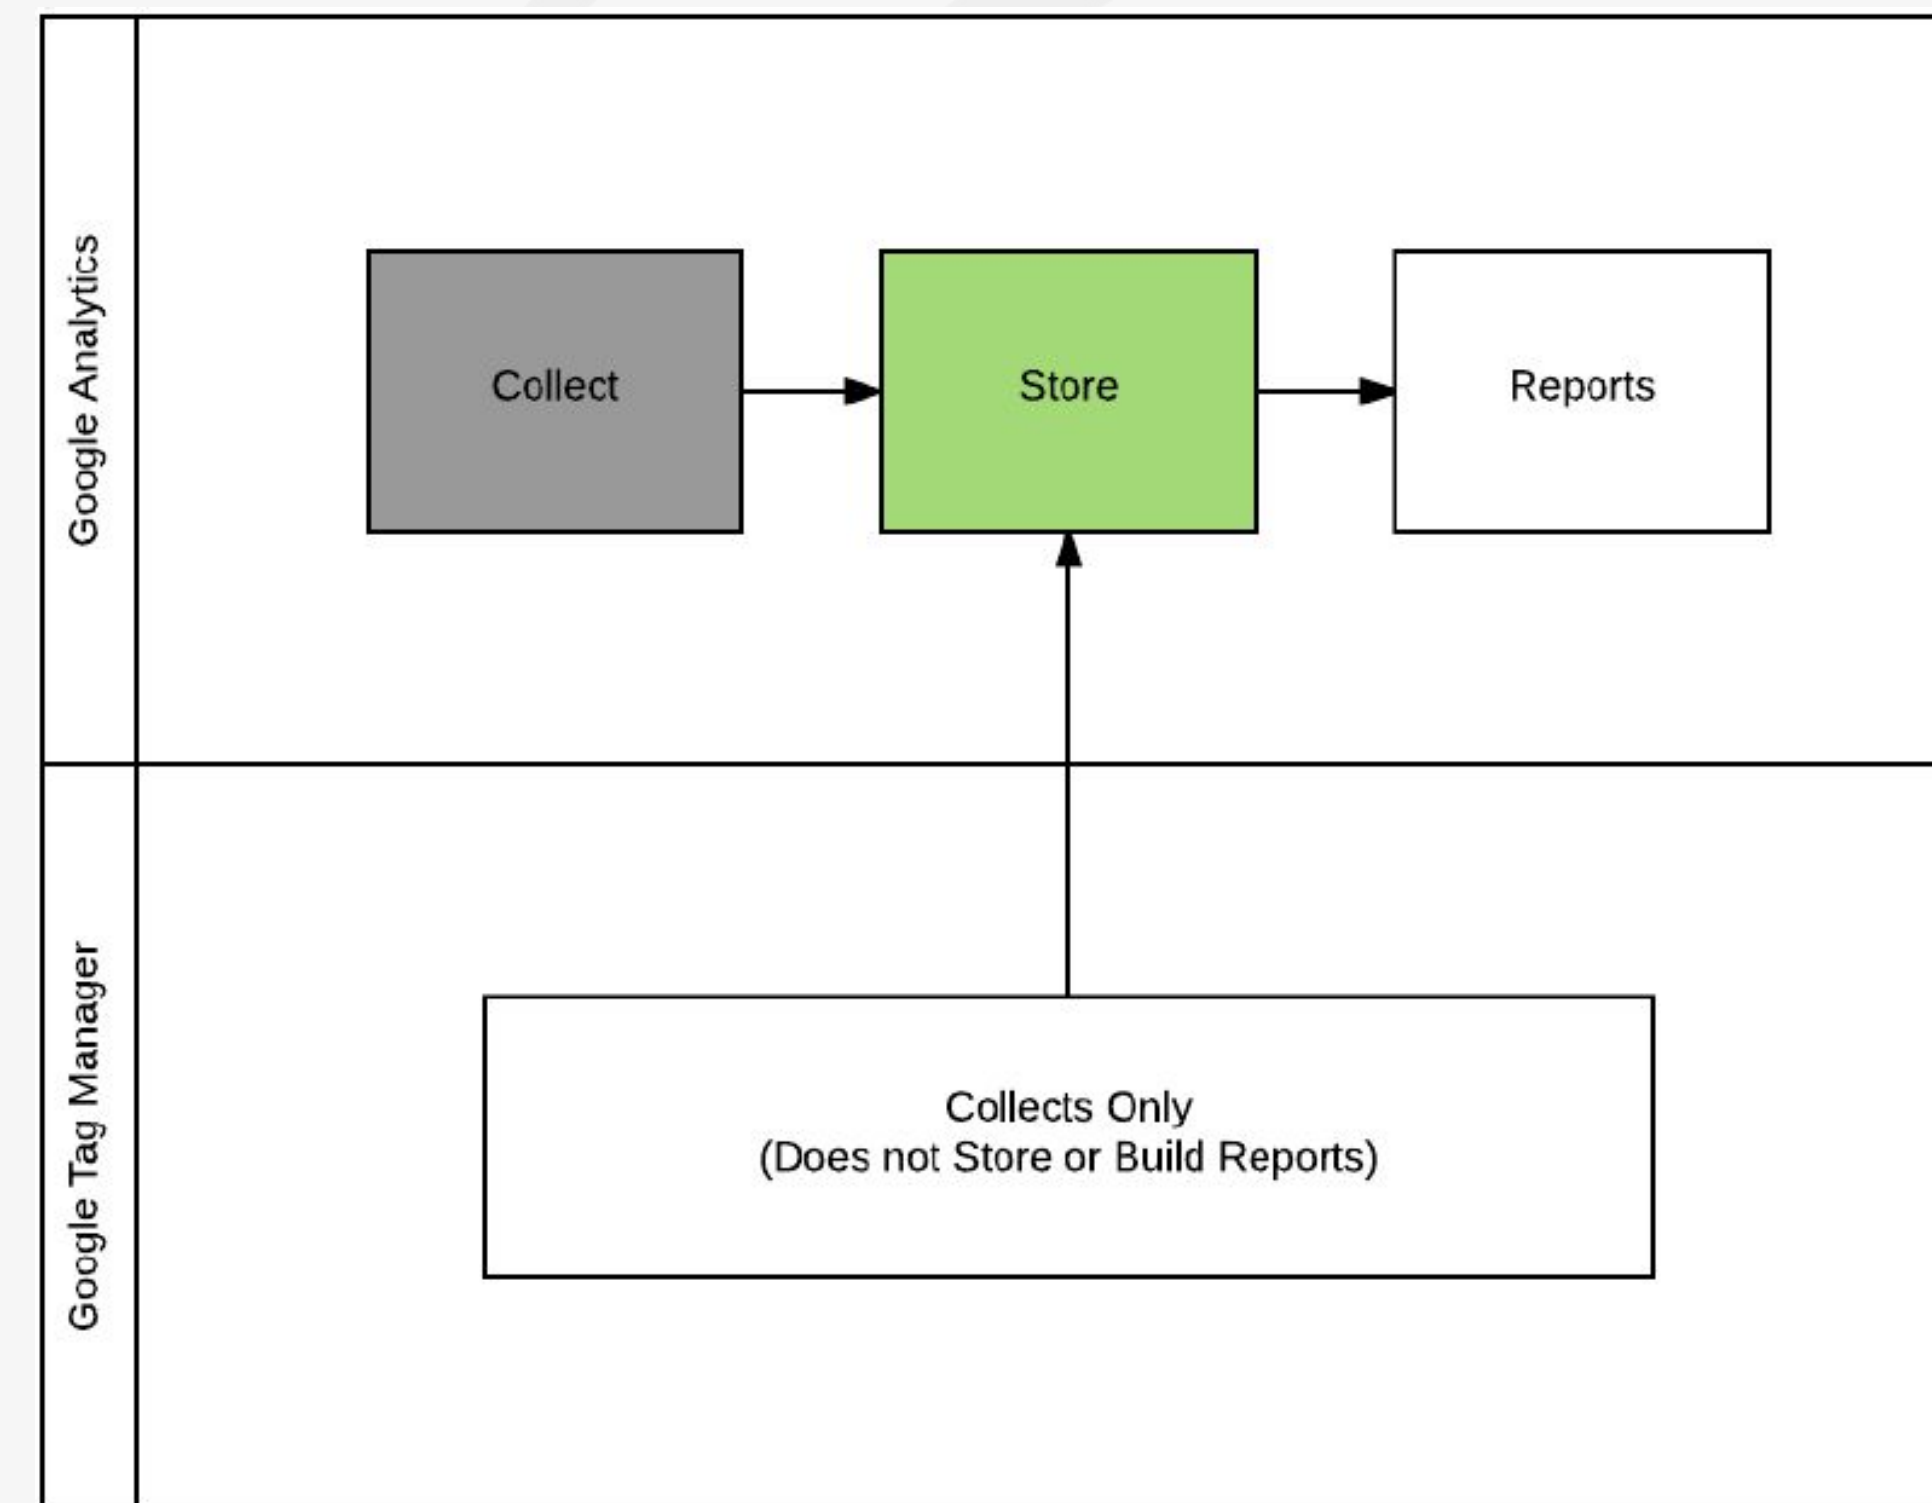 Google Analytics
Collect
Store
Reports
Google Tag Manager
Collects Only
(Does not Store or Build Reports)